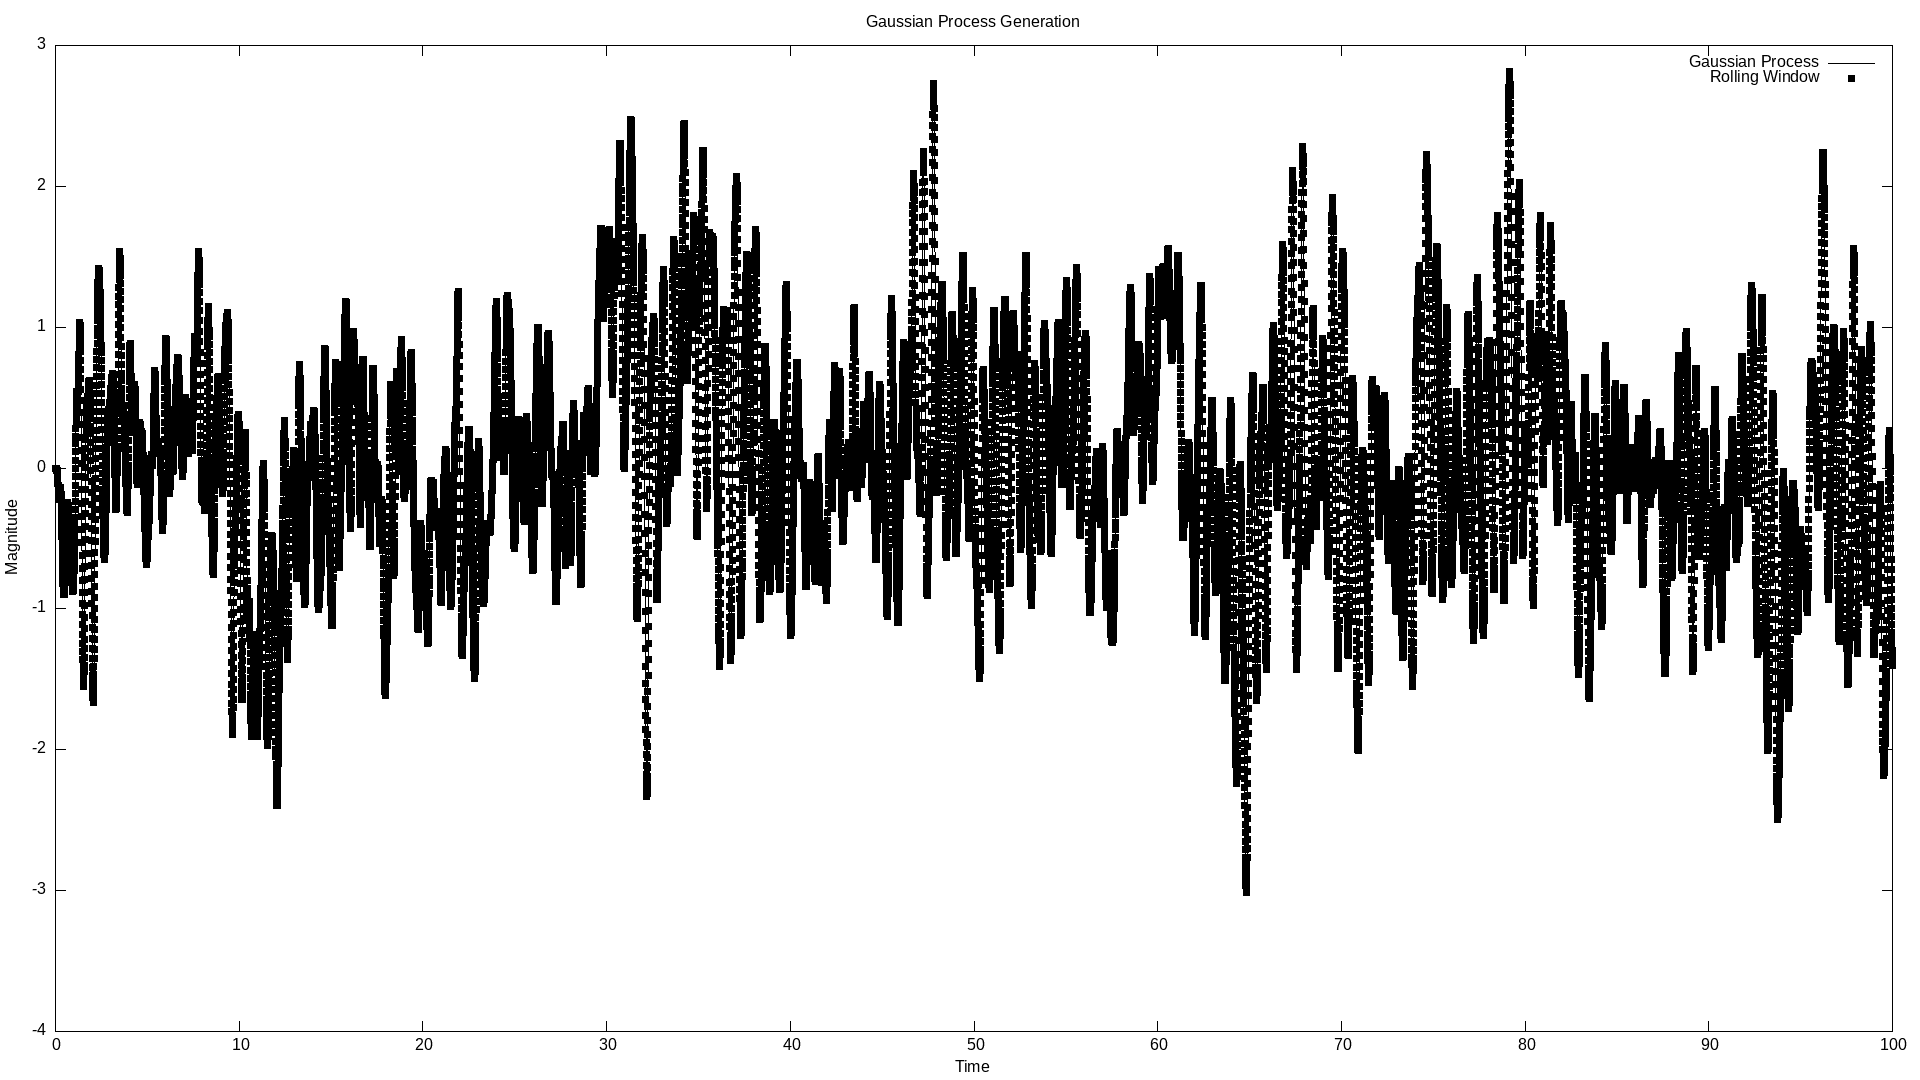 Gaussian Process Generation
Gaussian Process
Rolling Window
3
2
1
0
-1
-2
-3
-4
Magnitude
0 10 20 30 40 50 60 70 80 90 100
Time